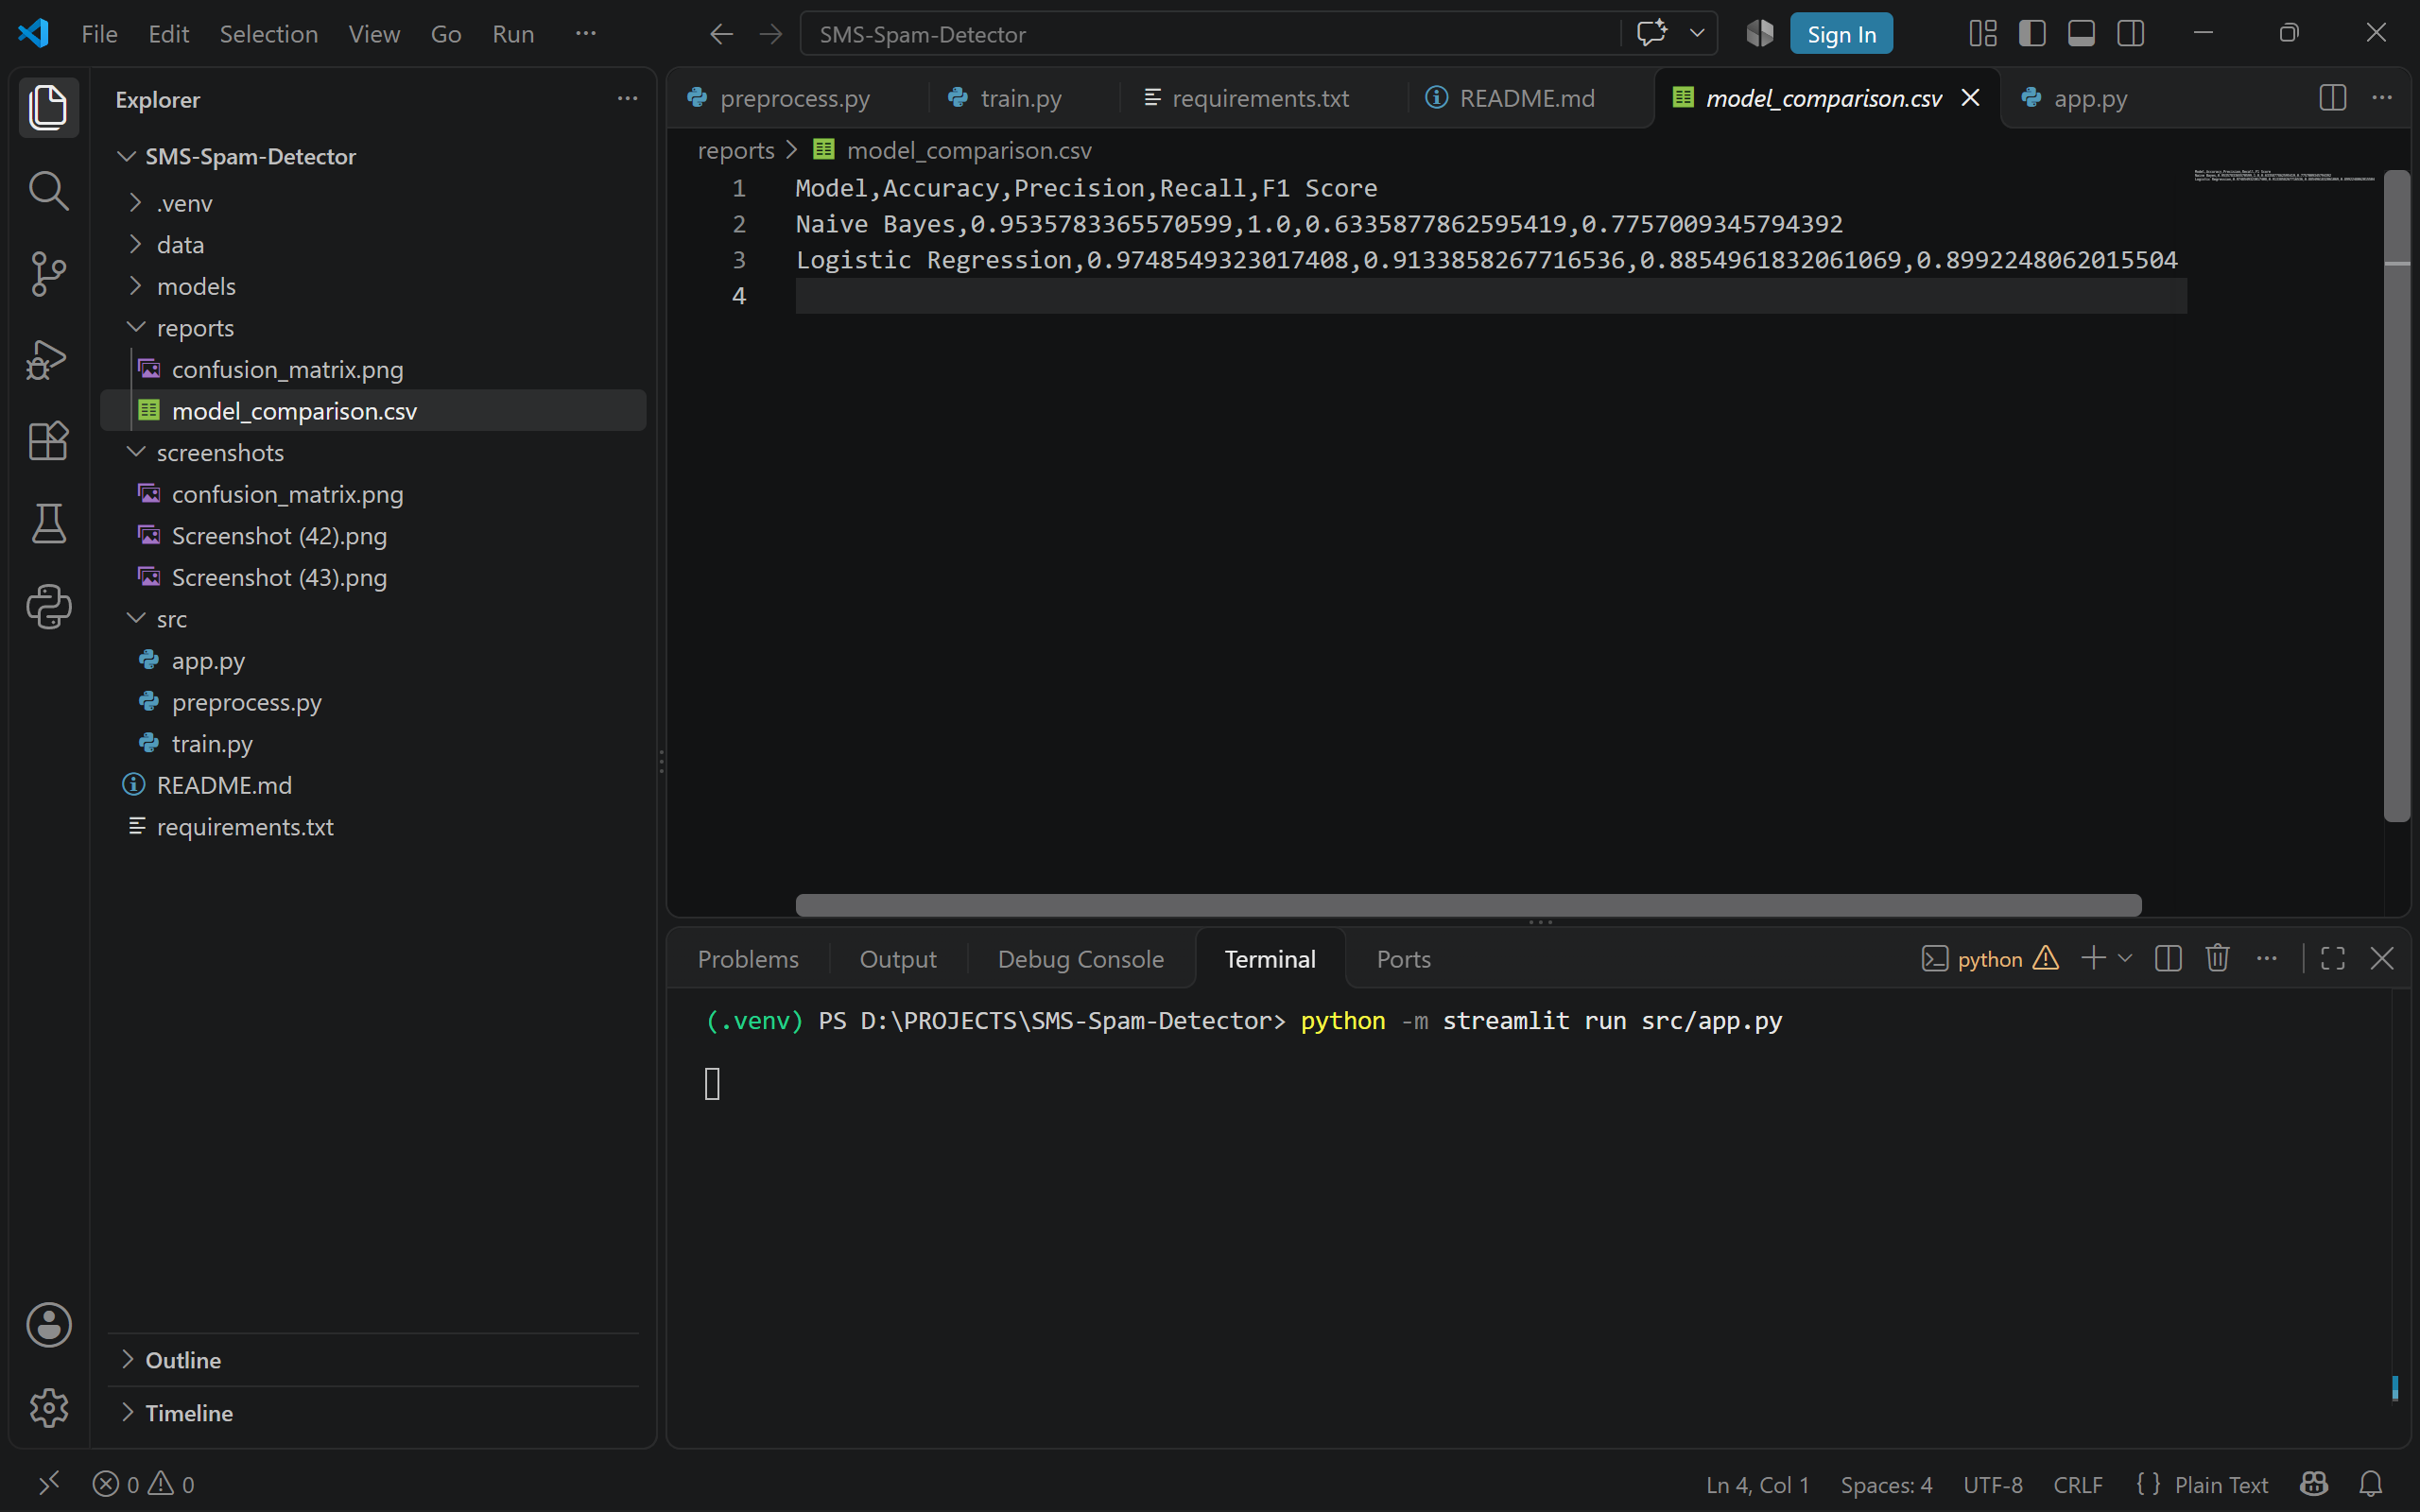 File Edit Selection View Go Run ···
SMS-Spam-Detector
Sign In
Explorer
SMS-Spam-Detector
.venv
data
models
reports
confusion_matrix.png
model_comparison.csv
screenshots
confusion_matrix.png
Screenshot (42).png
Screenshot (43).png
src
app.py
preprocess.py
train.py
README.md
requirements.txt
Outline
Timeline
preprocess.py train.py requirements.txt README.md model_comparison.csv app.py
reports > model_comparison.csv
1 Model,Accuracy,Precision,Recall,F1 Score
2 Naive Bayes,0.9535783365570599,1.0,0.6335877862595419,0.7757009345794392
3 Logistic Regression,0.9748549323017408,0.9133858267716536,0.8854961832061069,0.8992248062015504
4
Problems Output Debug Console Terminal Ports
python
(.venv) PS D:\PROJECTS\SMS-Spam-Detector> python -m streamlit run src/app.py
0 0
Ln 4, Col 1 Spaces: 4 UTF-8 CRLF { } Plain Text